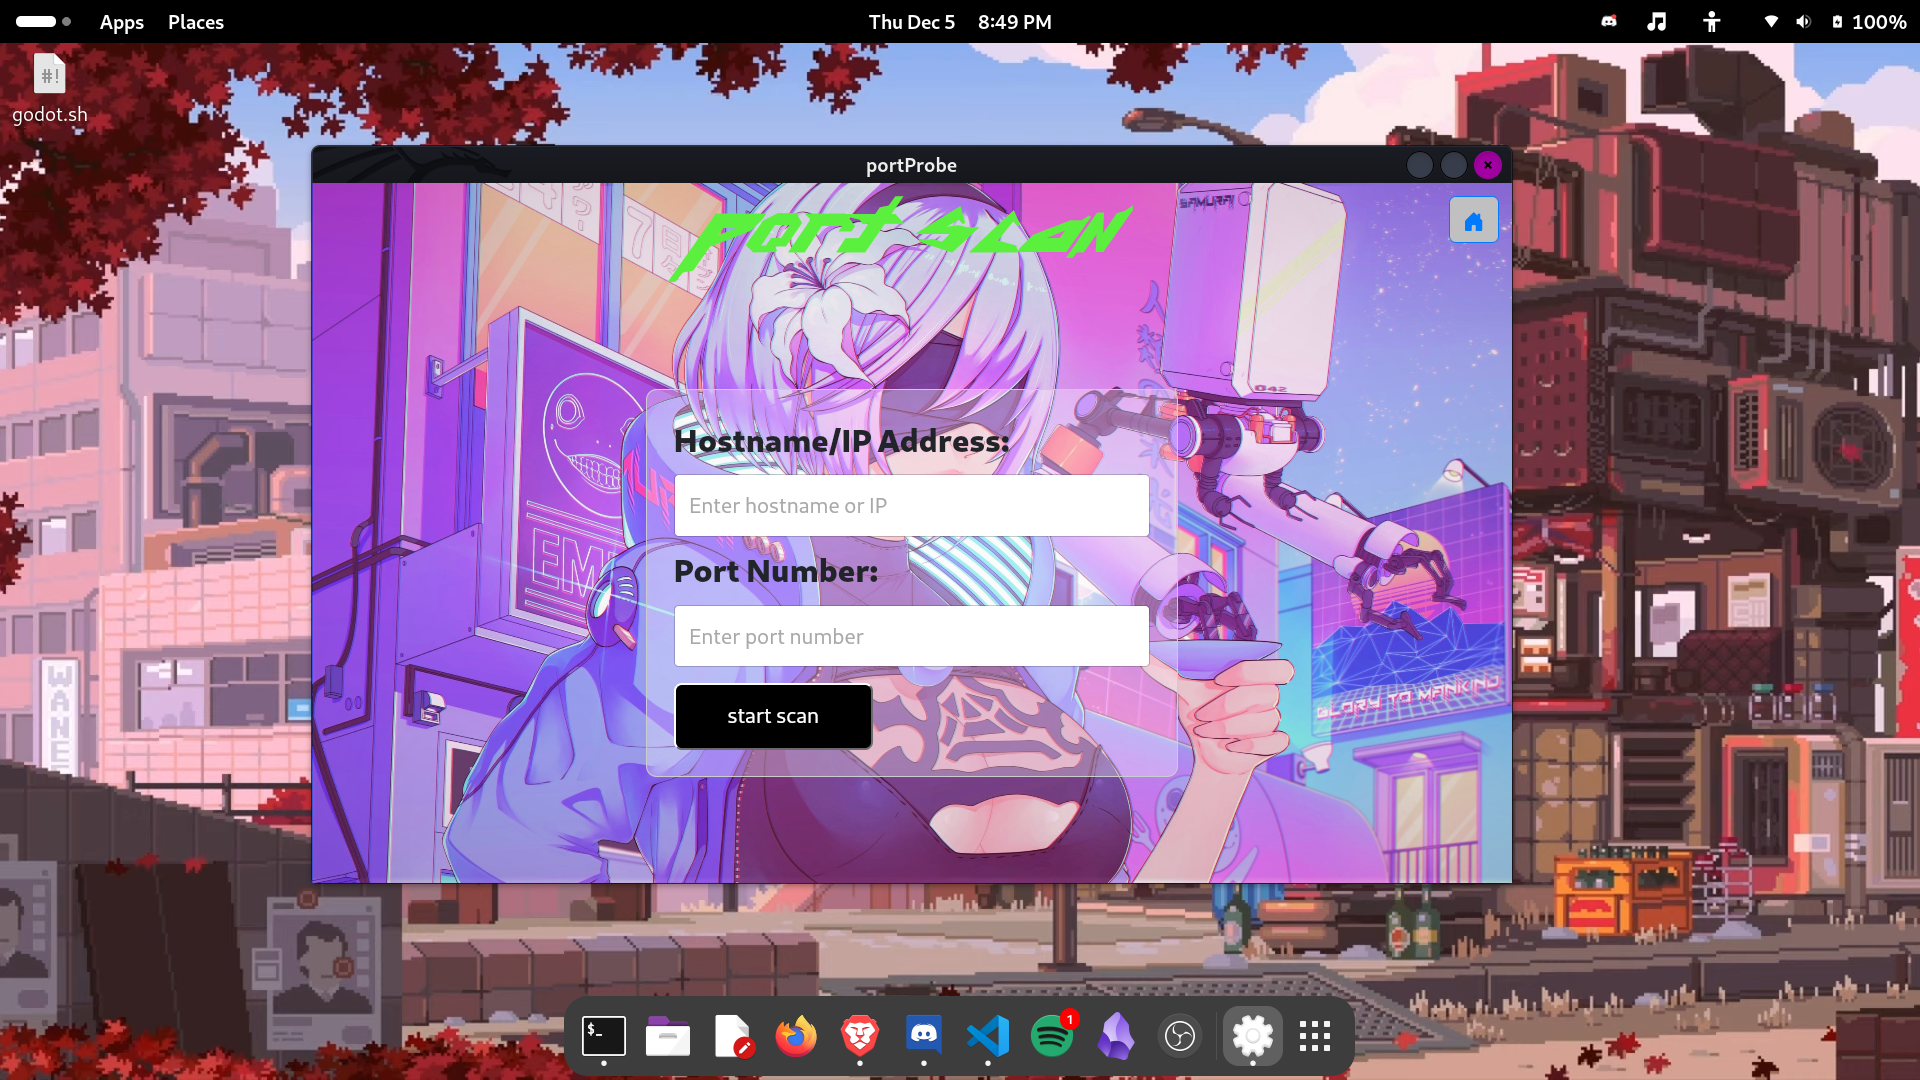 Apps Places Thu Dec 5 8:49 PM 100%
#!
godot.sh
portProbe
port scan
SAMURAI
042
Hostname/IP Address:
Enter hostname or IP
Port Number:
Enter port number
start scan
GLORY TO MANKIND
WANE
$_
1